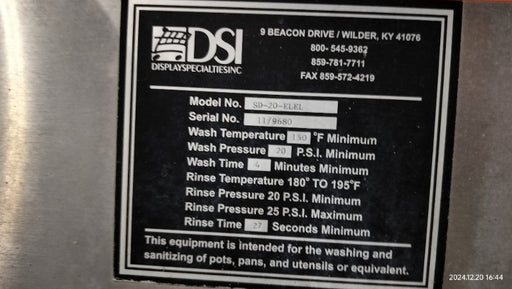 DSI
DISPLAYSPECIALTIESINC
9 BEACON DRIVE / WILDER, KY 41076
800- 545-9362
859-781-7711
FAX 859-572-4219
Model No. SD-20-ELEL
Serial No. 11/9680
Wash Temperature 150 °F Minimum
Wash Pressure 20 P.S.I. Minimum
Wash Time 4 Minutes Minimum
Rinse Temperature 180° TO 195°F
Rinse Pressure 20 P.S.I. Minimum
Rinse Pressure 25 P.S.I. Maximum
Rinse Time 27 Seconds Minimum
This equipment is intended for the washing and
sanitizing of pots, pans, and utensils or equivalent.
2024.12.20 16:44